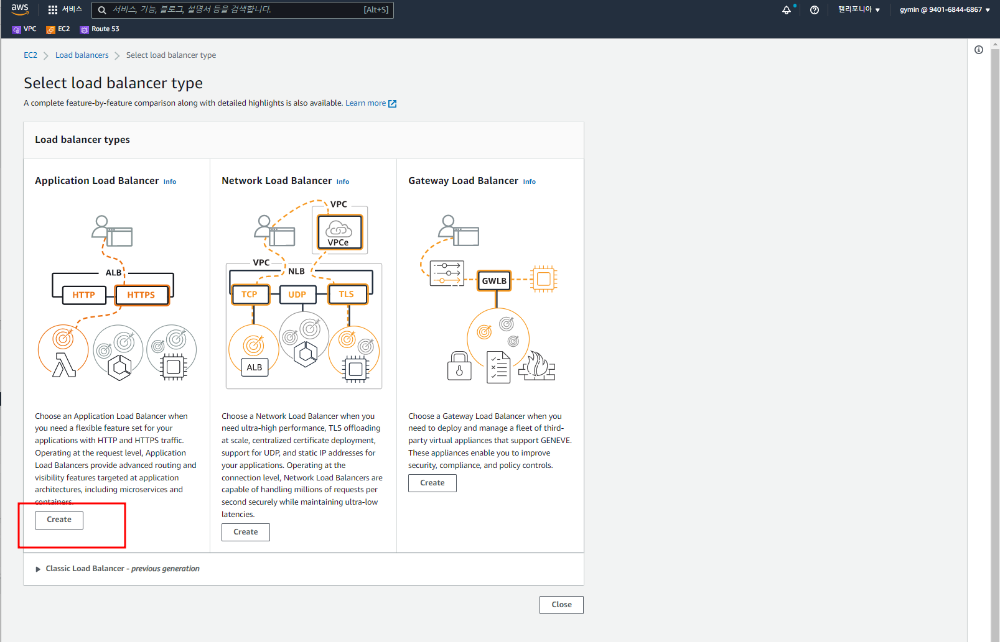 aws
서비스
서비스, 기능, 블로그, 설명서 등을 검색합니다.
[Alt+S]
캘리포니아 ▼
gymin @ 9401-6844-6867 ▼
VPC
EC2
Route 53
EC2 > Load balancers > Select load balancer type
Select load balancer type
A complete feature-by-feature comparison along with detailed highlights is also available. Learn more
Load balancer types
Application Load Balancer Info
ALB
HTTP
HTTPS
Choose an Application Load Balancer when
you need a flexible feature set for your
applications with HTTP and HTTPS traffic.
Operating at the request level, Application
Load Balancers provide advanced routing and
visibility features targeted at application
architectures, including microservices and
containers.
Create
Network Load Balancer Info
VPC
VPCe
VPC
NLB
TCP
UDP
TLS
ALB
Choose a Network Load Balancer when you
need ultra-high performance, TLS offloading
at scale, centralized certificate deployment,
support for UDP, and static IP addresses for
your applications. Operating at the
connection level, Network Load Balancers are
capable of handling millions of requests per
second securely while maintaining ultra-low
latencies.
Create
Gateway Load Balancer Info
GWLB
Choose a Gateway Load Balancer when you
need to deploy and manage a fleet of third-
party virtual appliances that support GENEVE.
These appliances enable you to improve
security, compliance, and policy controls.
Create
Classic Load Balancer - previous generation
Close